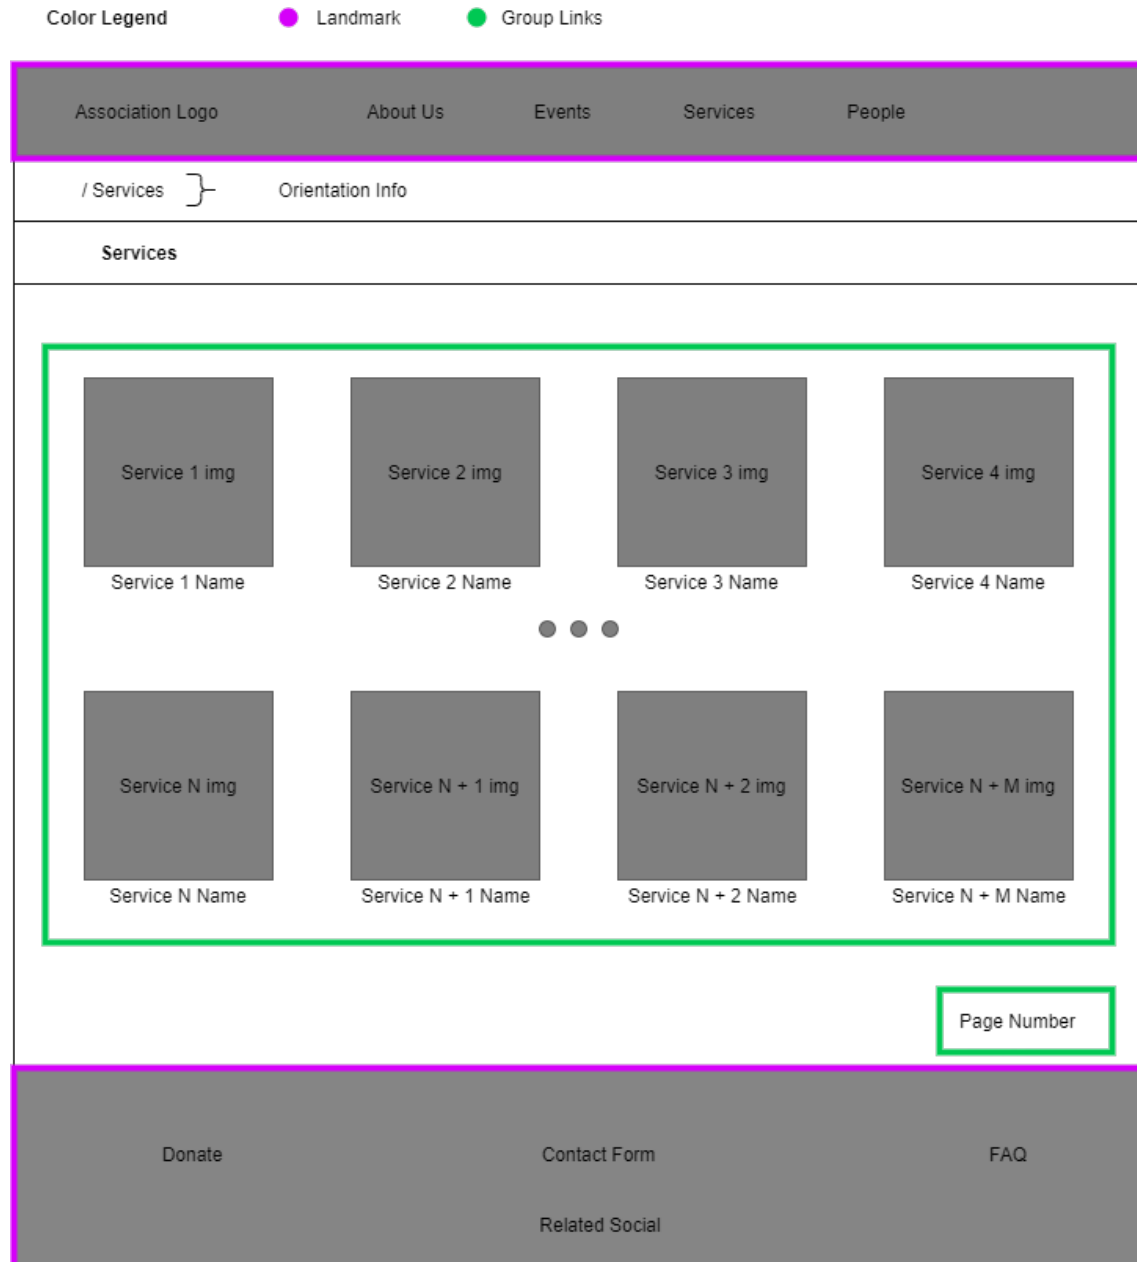 Color Legend Landmark Group Links
Association Logo About Us Events Services People
/ Services Orientation Info
Services
Service 1 img Service 2 img Service 3 img Service 4 img
Service 1 Name Service 2 Name Service 3 Name Service 4 Name
Service N img Service N + 1 img Service N + 2 img Service N + M img
Service N Name Service N + 1 Name Service N + 2 Name Service N + M Name
Page Number
Donate Contact Form FAQ
Related Social